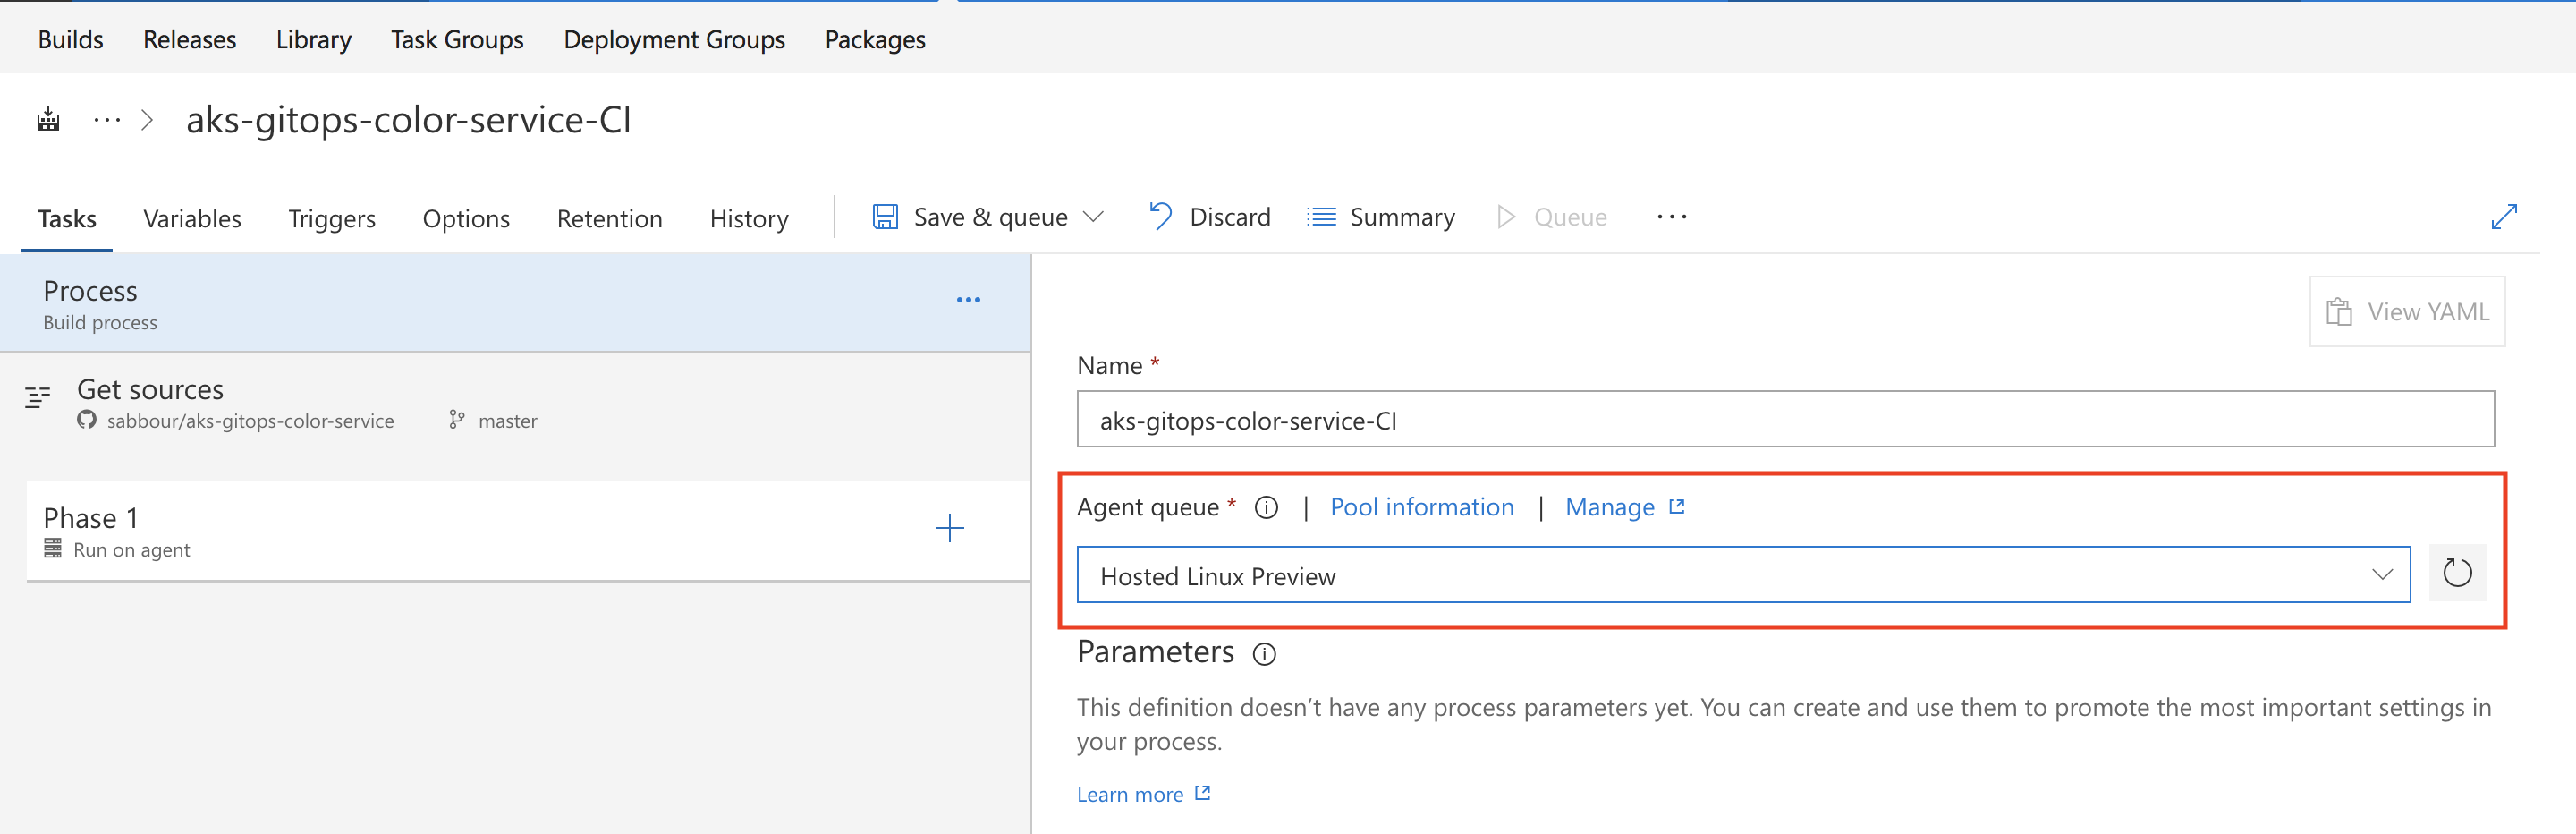 Builds Releases Library Task Groups Deployment Groups Packages
··· > aks-gitops-color-service-CI
Tasks Variables Triggers Options Retention History Save & queue Discard Summary Queue ···
Process ···
Build process
Get sources
sabbour/aks-gitops-color-service master
Phase 1
Run on agent
View YAML
Name *
aks-gitops-color-service-CI
Agent queue * | Pool information | Manage
Hosted Linux Preview
Parameters
This definition doesn’t have any process parameters yet. You can create and use them to promote the most important settings in
your process.
Learn more